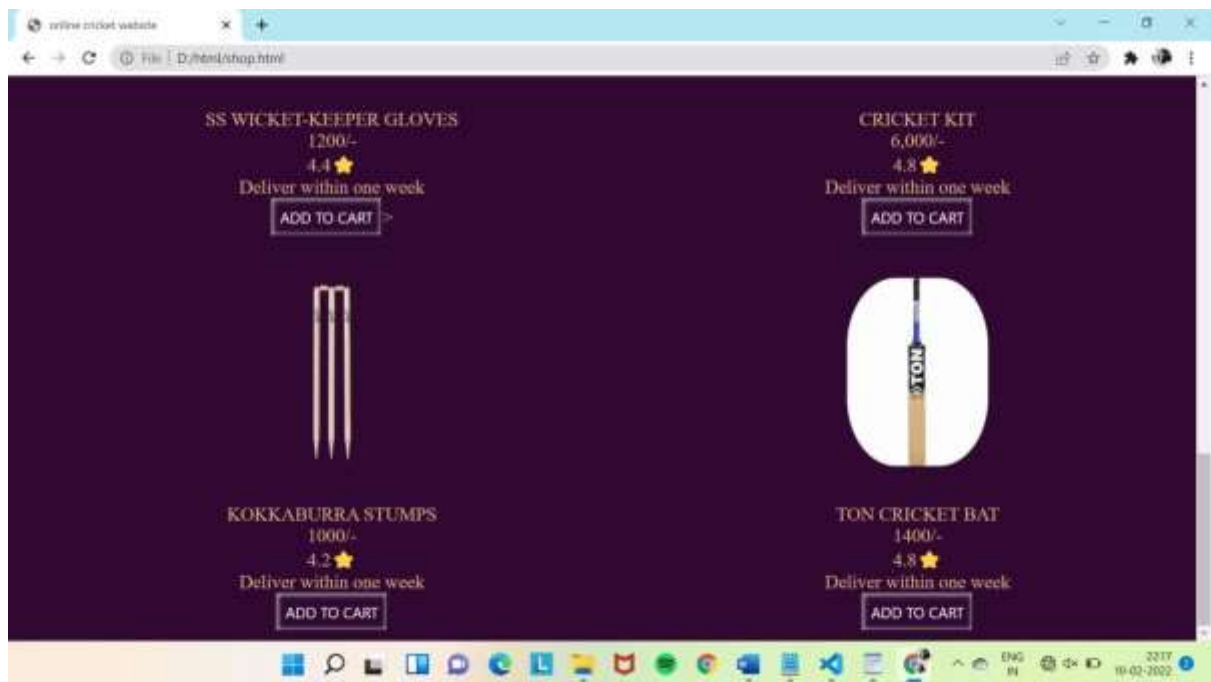 online cricket website
File
D:/html/shop.html
SS WICKET-KEEPER GLOVES
1200/-
4.4
Deliver within one week
ADD TO CART >
CRICKET KIT
6,000/-
4.8
Deliver within one week
ADD TO CART
TON
KOKKABURRA STUMPS
1000/-
4.2
Deliver within one week
ADD TO CART
TON CRICKET BAT
1400/-
4.8
Deliver within one week
ADD TO CART
ENG
IN
22:17
10-02-2022